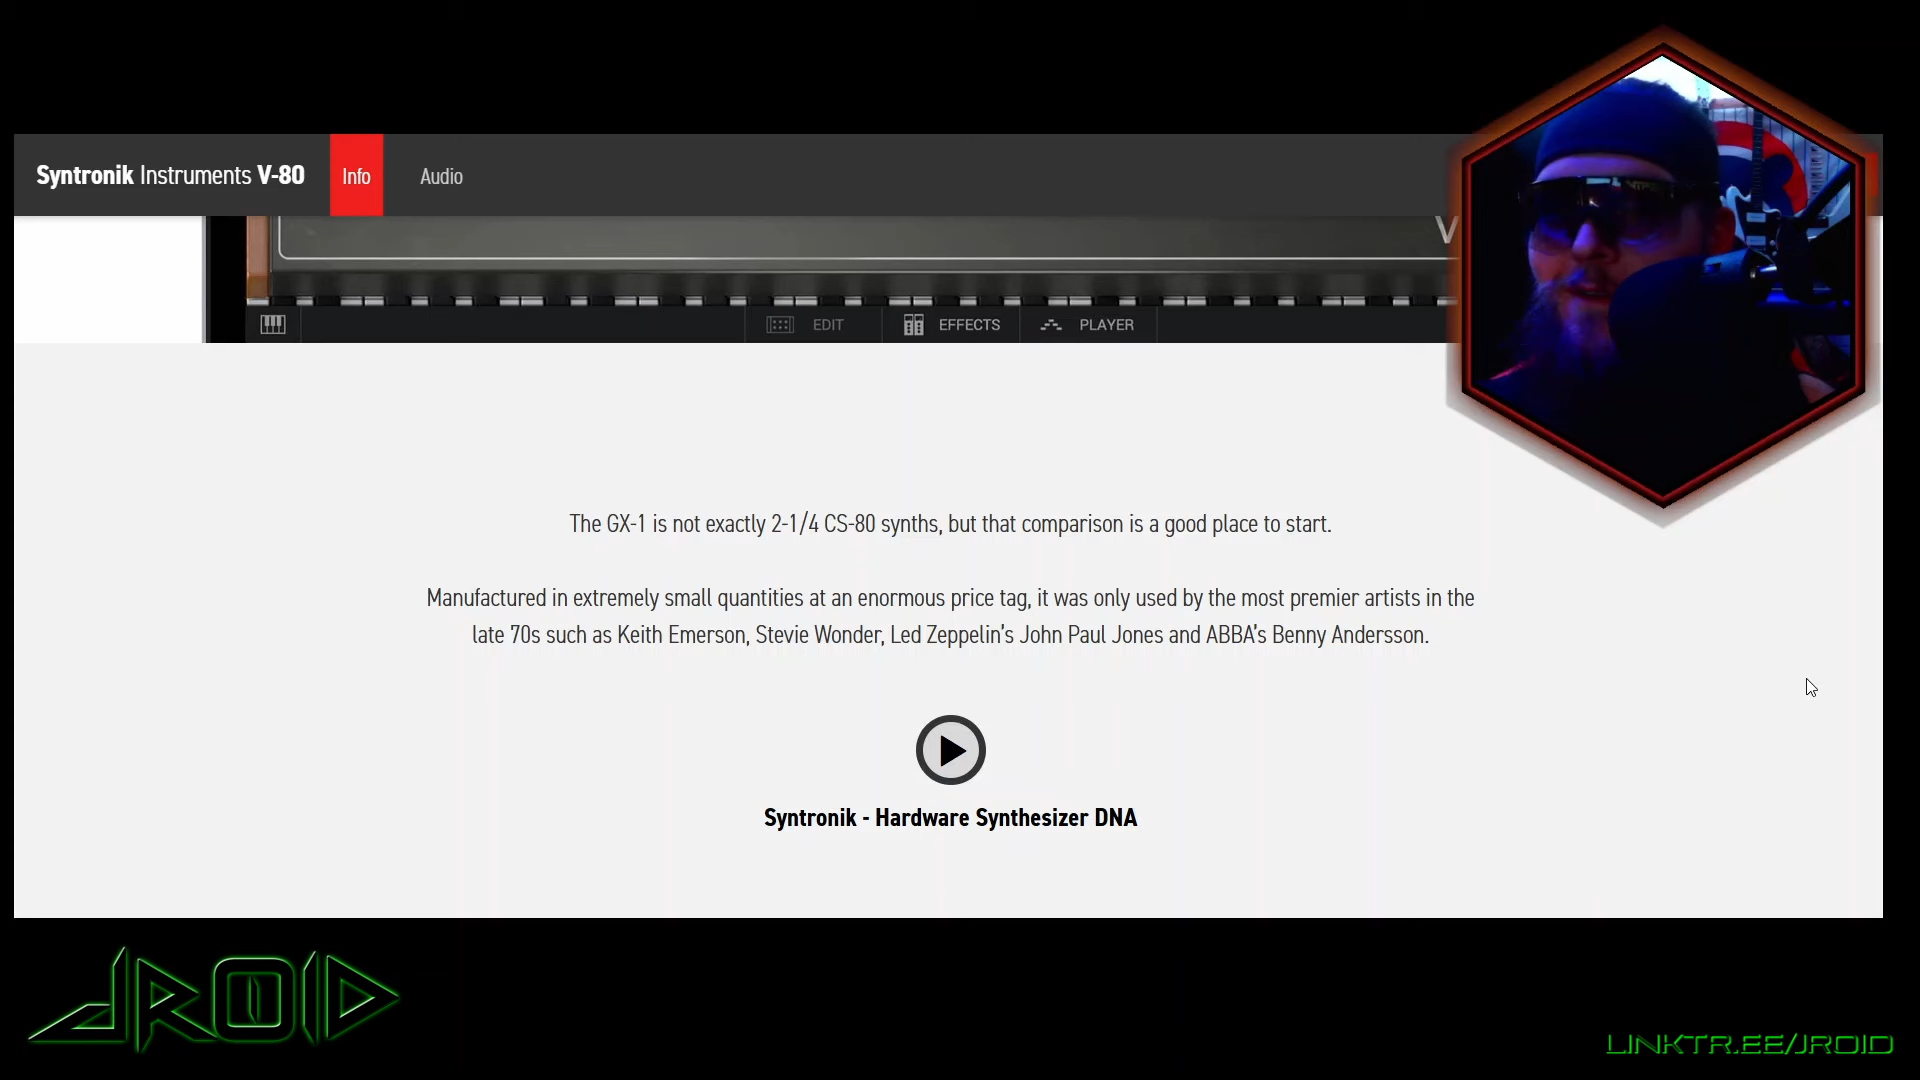 Syntronik Instruments V-80
Info
Audio
V
EDIT
EFFECTS
PLAYER
The GX-1 is not exactly 2-1/4 CS-80 synths, but that comparison is a good place to start.
Manufactured in extremely small quantities at an enormous price tag, it was only used by the most premier artists in the
late 70s such as Keith Emerson, Stevie Wonder, Led Zeppelin’s John Paul Jones and ABBA’s Benny Andersson.
Syntronik - Hardware Synthesizer DNA
JROID
LINKTR.EE/JROID